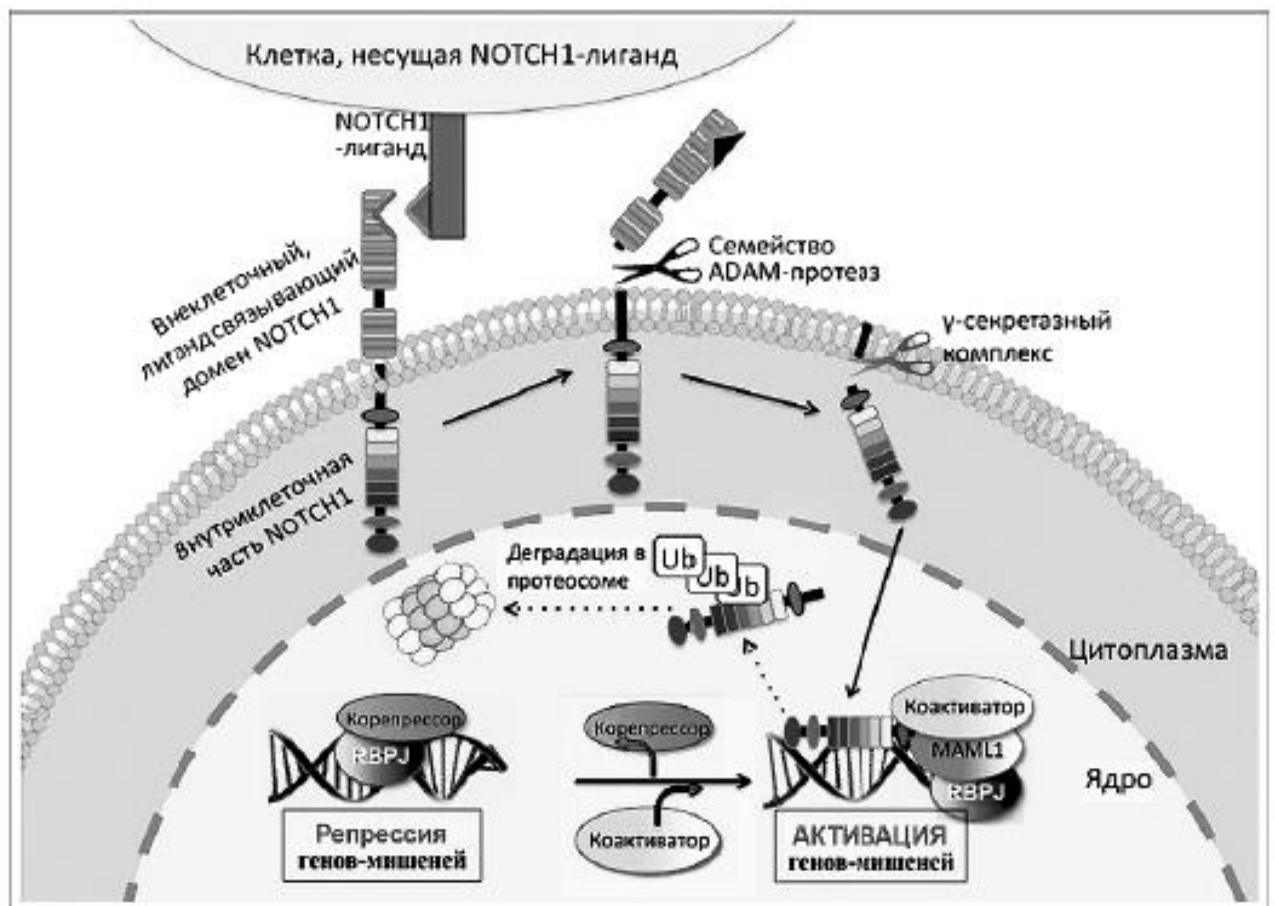 Клетка, несущая NOTCH1-лиганд
NOTCH1
-лиганд
Внеклеточный,
лигандсвязывающий
домен NOTCH1
Семейство
ADAM-протеаз
γ-секретазный
комплекс
Внутриклеточная
часть NOTCH1
Деградация в
протеосоме
Ub
Ub
Ub
Цитоплазма
Ядро
Корепрессор
RBPJ
Репрессия
генов-мишеней
Корепрессор
Коактиватор
Коактиватор
MAML1
RBPJ
АКТИВАЦИЯ
генов-мишеней